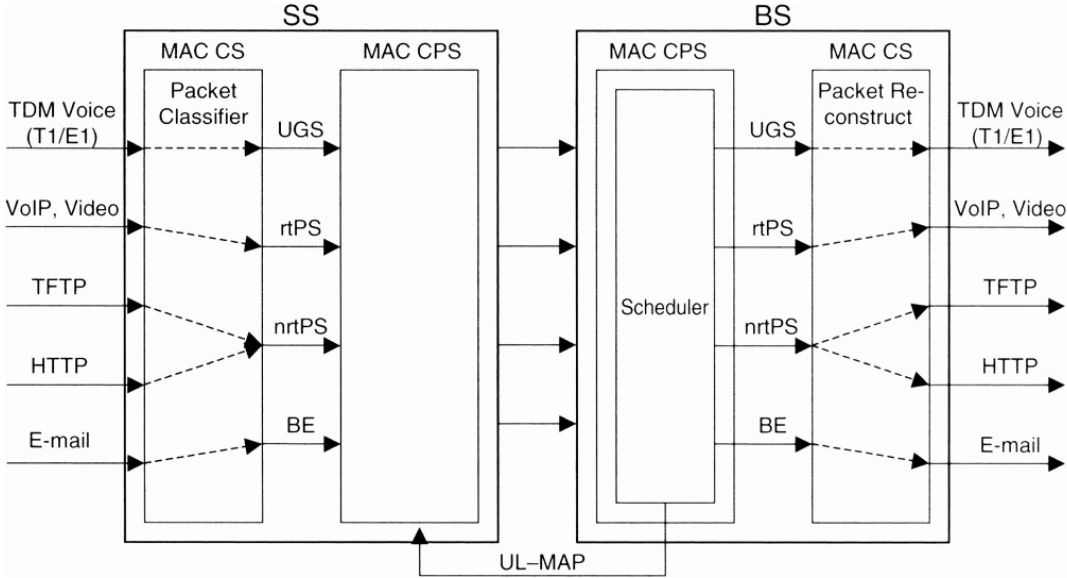 SS
BS
MAC CS
MAC CPS
MAC CPS
MAC CS
Packet
Classifier
Packet Re-
construct
TDM Voice
(T1/E1)
UGS
UGS
TDM Voice
(T1/E1)
VoIP, Video
rtPS
rtPS
VoIP, Video
TFTP
Scheduler
TFTP
nrtPS
nrtPS
HTTP
HTTP
E-mail
BE
BE
E-mail
UL–MAP